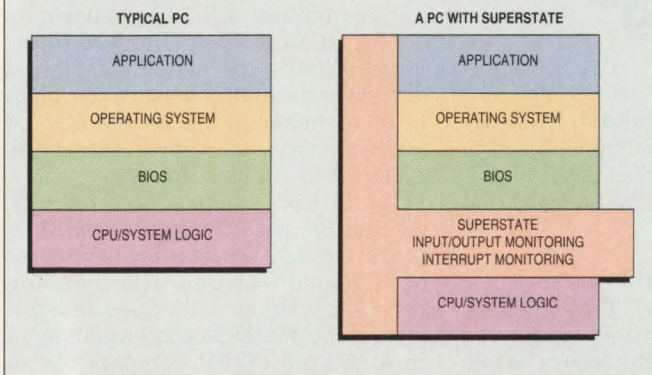 TYPICAL PC
APPLICATION
OPERATING SYSTEM
BIOS
CPU/SYSTEM LOGIC
A PC WITH SUPERSTATE
APPLICATION
OPERATING SYSTEM
BIOS
SUPERSTATE
INPUT/OUTPUT MONITORING
INTERRUPT MONITORING
CPU/SYSTEM LOGIC